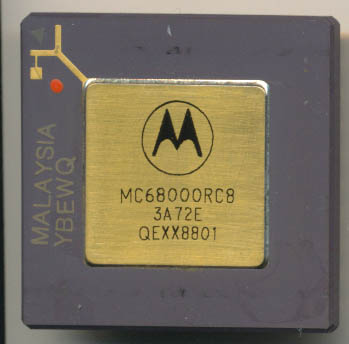 MALAYSIA
YBEWQ
MC68000RC8
3A72E
QEXX8801